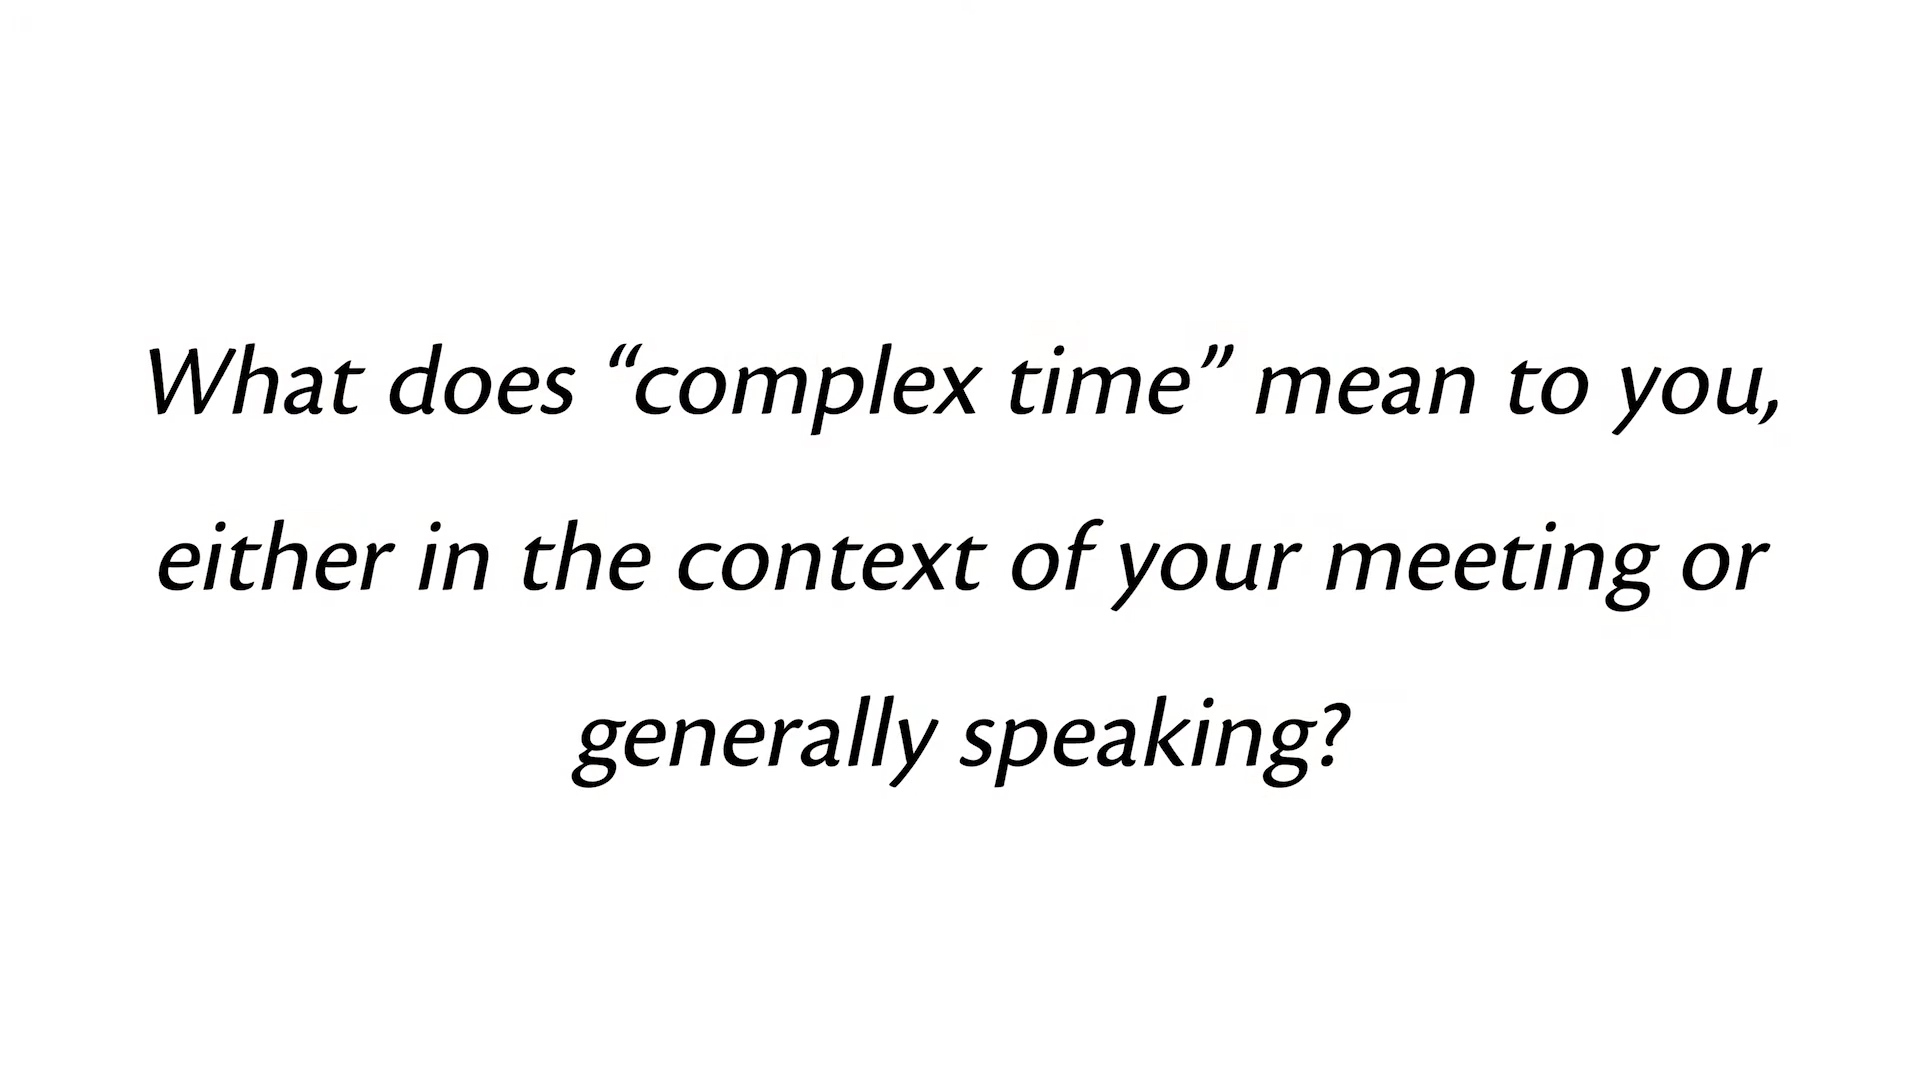 What does “complex time” mean to you,
either in the context of your meeting or
generally speaking?